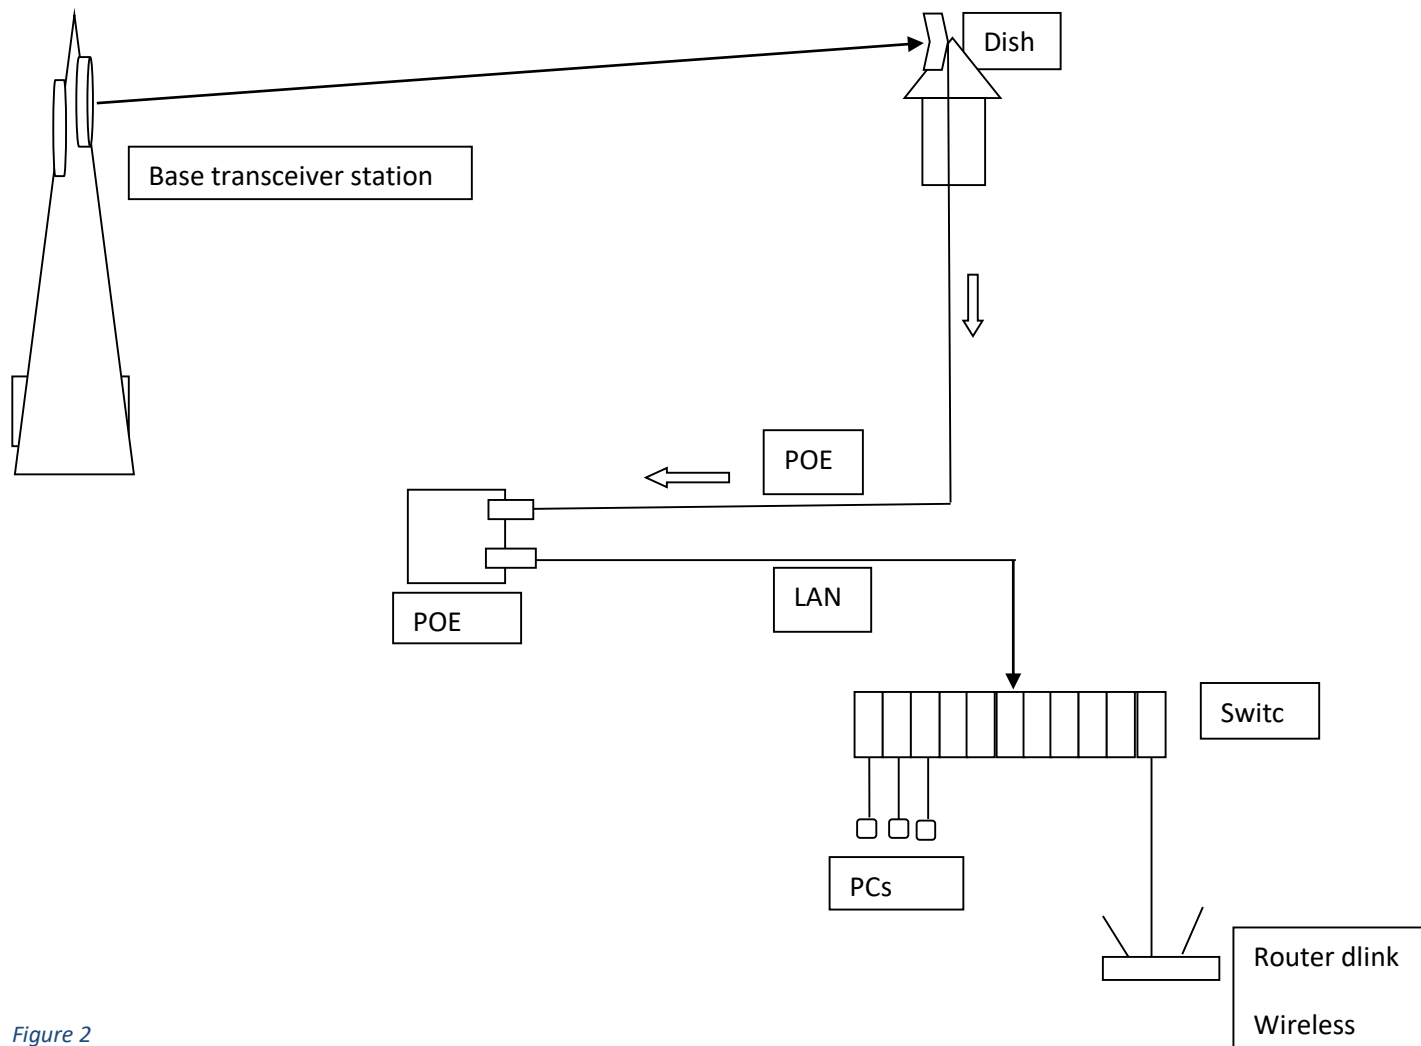 Dish
Base transceiver station
POE
LAN
POE
Switc
PCs
Router dlink
Wireless
Figure 2